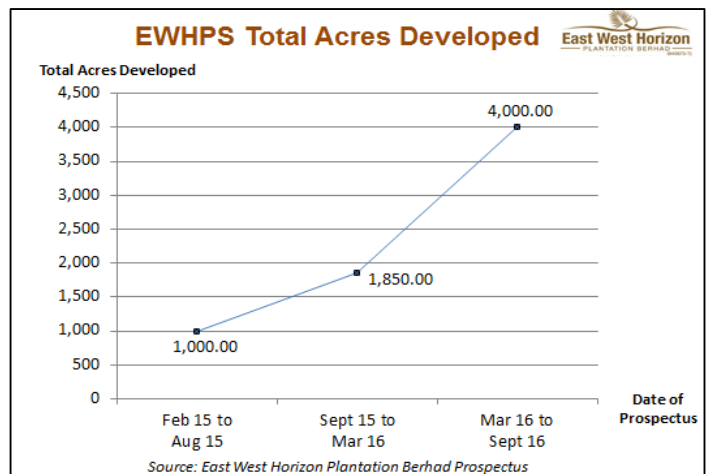 EWHPS Total Acres Developed
East West Horizon
PLANTATION BERHAD
Total Acres Developed
4,500
4,000
3,500
3,000
2,500
2,000
1,500
1,000
500
0
4,000.00
1,850.00
1,000.00
Feb 15 to
Aug 15
Sept 15 to
Mar 16
Mar 16 to
Sept 16
Date of
Prospectus
Source: East West Horizon Plantation Berhad Prospectus